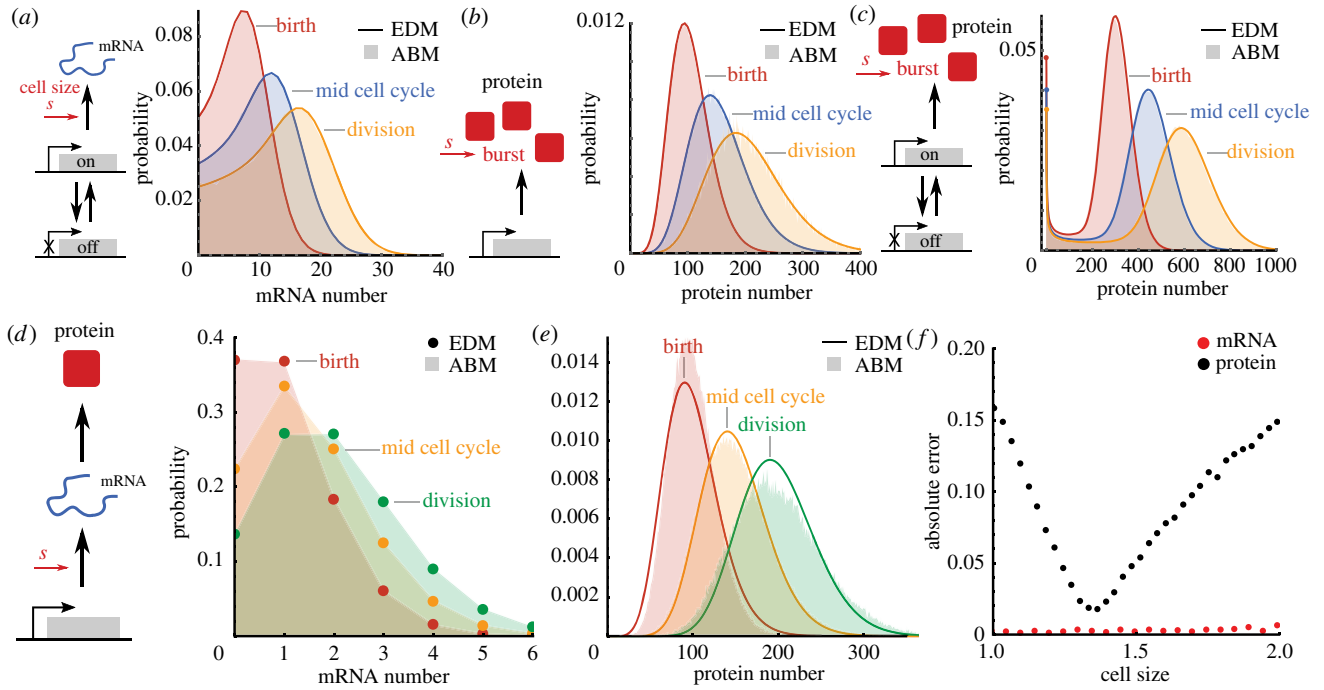 (a)
mRNA
cell size
s
on
off
probability
0.08
0.06
0.04
0.02
0
10
20
30
40
mRNA number
birth
mid cell cycle
division
EDM
ABM
(b)
protein
s
burst
probability
0.012
0
100
200
300
400
protein number
birth
mid cell cycle
division
EDM
ABM
(c)
protein
s
burst
on
off
probability
0.05
0
200
400
600
800
1000
protein number
birth
mid cell cycle
division
EDM
ABM
(d)
protein
mRNA
s
probability
0.4
0.3
0.2
0.1
0
1
2
3
4
5
6
mRNA number
birth
mid cell cycle
division
EDM
ABM
(e)
0.014
0.012
0.010
0.008
0.006
0.004
0.002
0
100
200
300
protein number
birth
mid cell cycle
division
EDM
ABM
(f)
mRNA
protein
absolute error
0.20
0.15
0.10
0.05
0
1.0
1.5
2.0
cell size